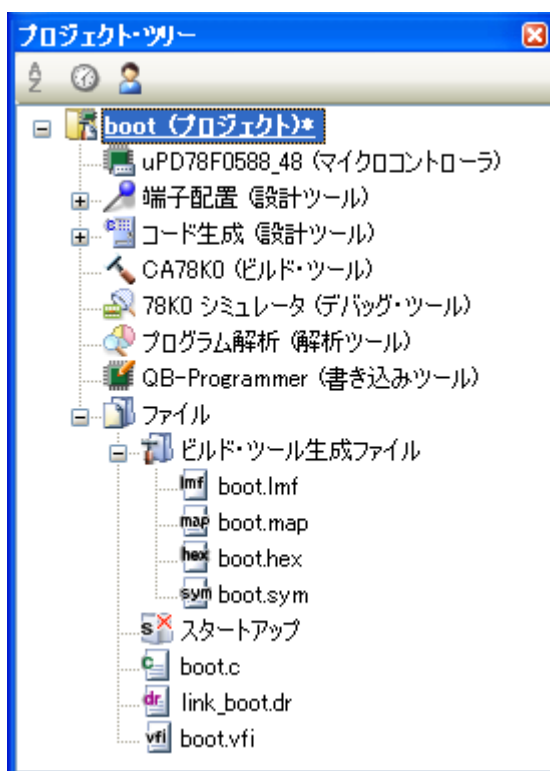 プロジェクト・ツリー
boot (プロジェクト)*
uPD78F0588_48 (マイクロコントローラ)
端子配置 (設計ツール)
コード生成 (設計ツール)
CA78K0 (ビルド・ツール)
78K0 シミュレータ (デバッグ・ツール)
プログラム解析 (解析ツール)
QB-Programmer (書き込みツール)
ファイル
ビルド・ツール生成ファイル
lmf boot.lmf
map boot.map
hex boot.hex
sym boot.sym
s スタートアップ
c boot.c
dr link_boot.dr
vfi boot.vfi